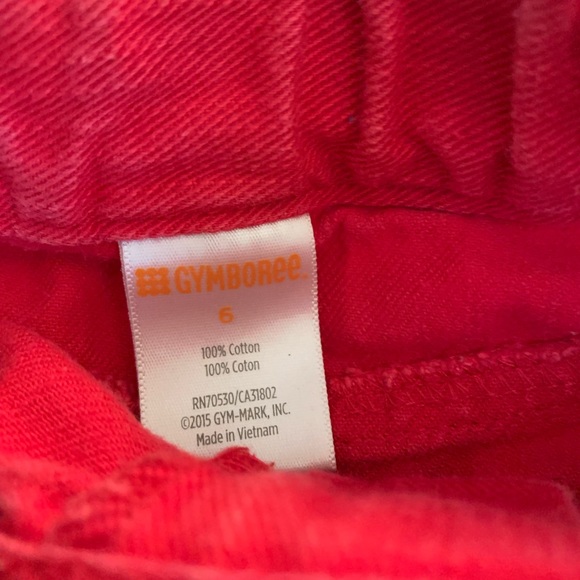 GYMBOREE
6
100% Cotton
100% Coton
RN70530/CA31802
©2015 GYM-MARK, INC.
Made in Vietnam